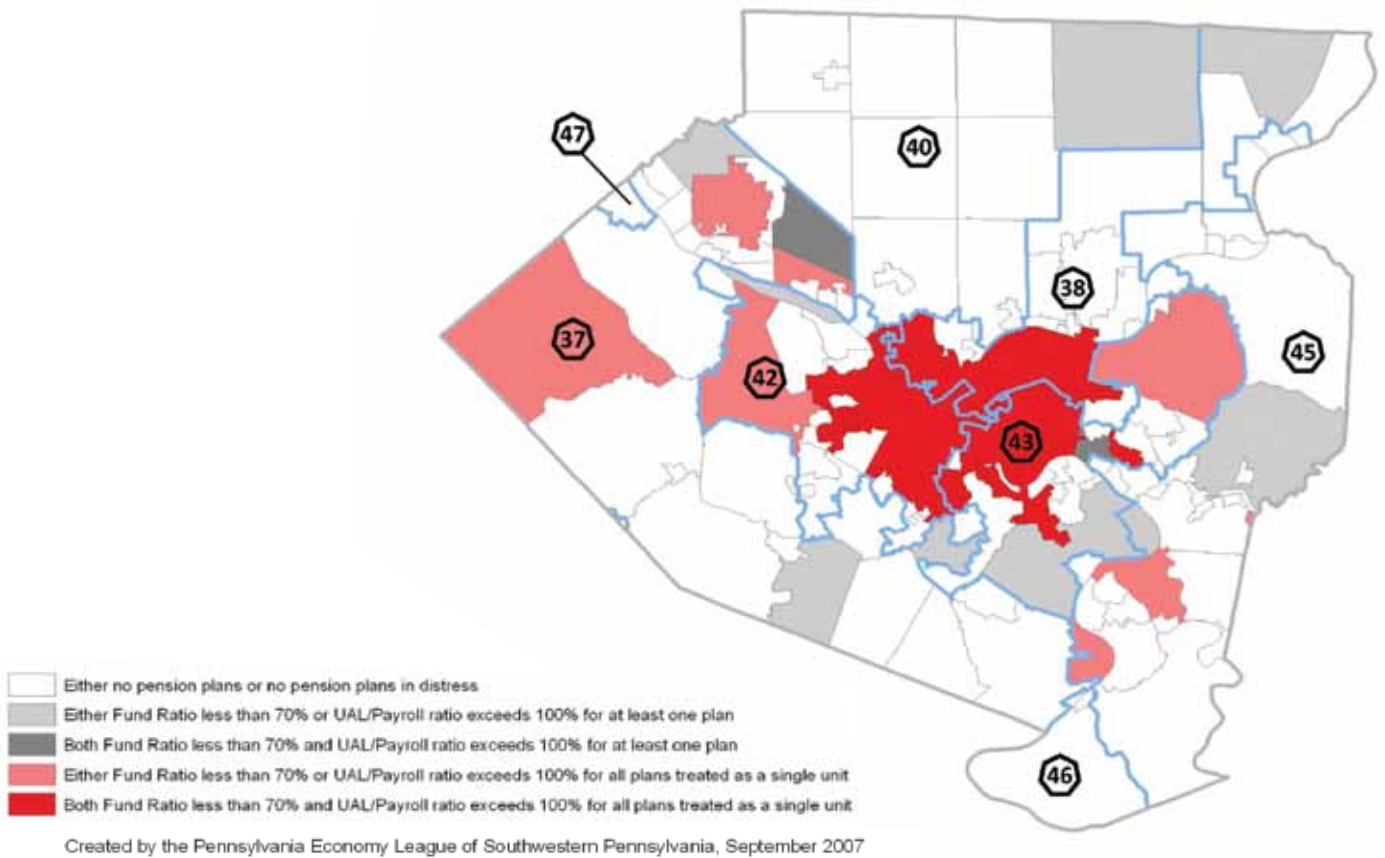 47
40
38
37
45
42
43
46
Either no pension plans or no pension plans in distress
Either Fund Ratio less than 70% or UAL/Payroll ratio exceeds 100% for at least one plan
Both Fund Ratio less than 70% and UAL/Payroll ratio exceeds 100% for at least one plan
Either Fund Ratio less than 70% or UAL/Payroll ratio exceeds 100% for all plans treated as a single unit
Both Fund Ratio less than 70% and UAL/Payroll ratio exceeds 100% for all plans treated as a single unit
Created by the Pennsylvania Economy League of Southwestern Pennsylvania, September 2007